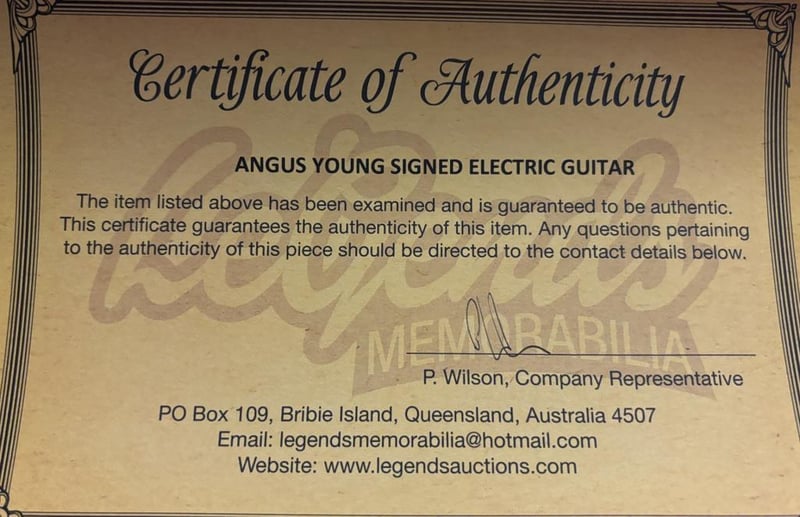 Certificate of Authenticity
ANGUS YOUNG SIGNED ELECTRIC GUITAR
The item listed above has been examined and is guaranteed to be authentic.
This certificate guarantees the authenticity of this item. Any questions pertaining
to the authenticity of this piece should be directed to the contact details below.
Legends
MEMORABILIA
P. Wilson, Company Representative
PO Box 109, Bribie Island, Queensland, Australia 4507
Email: legendsmemorabilia@hotmail.com
Website: www.legendsauctions.com